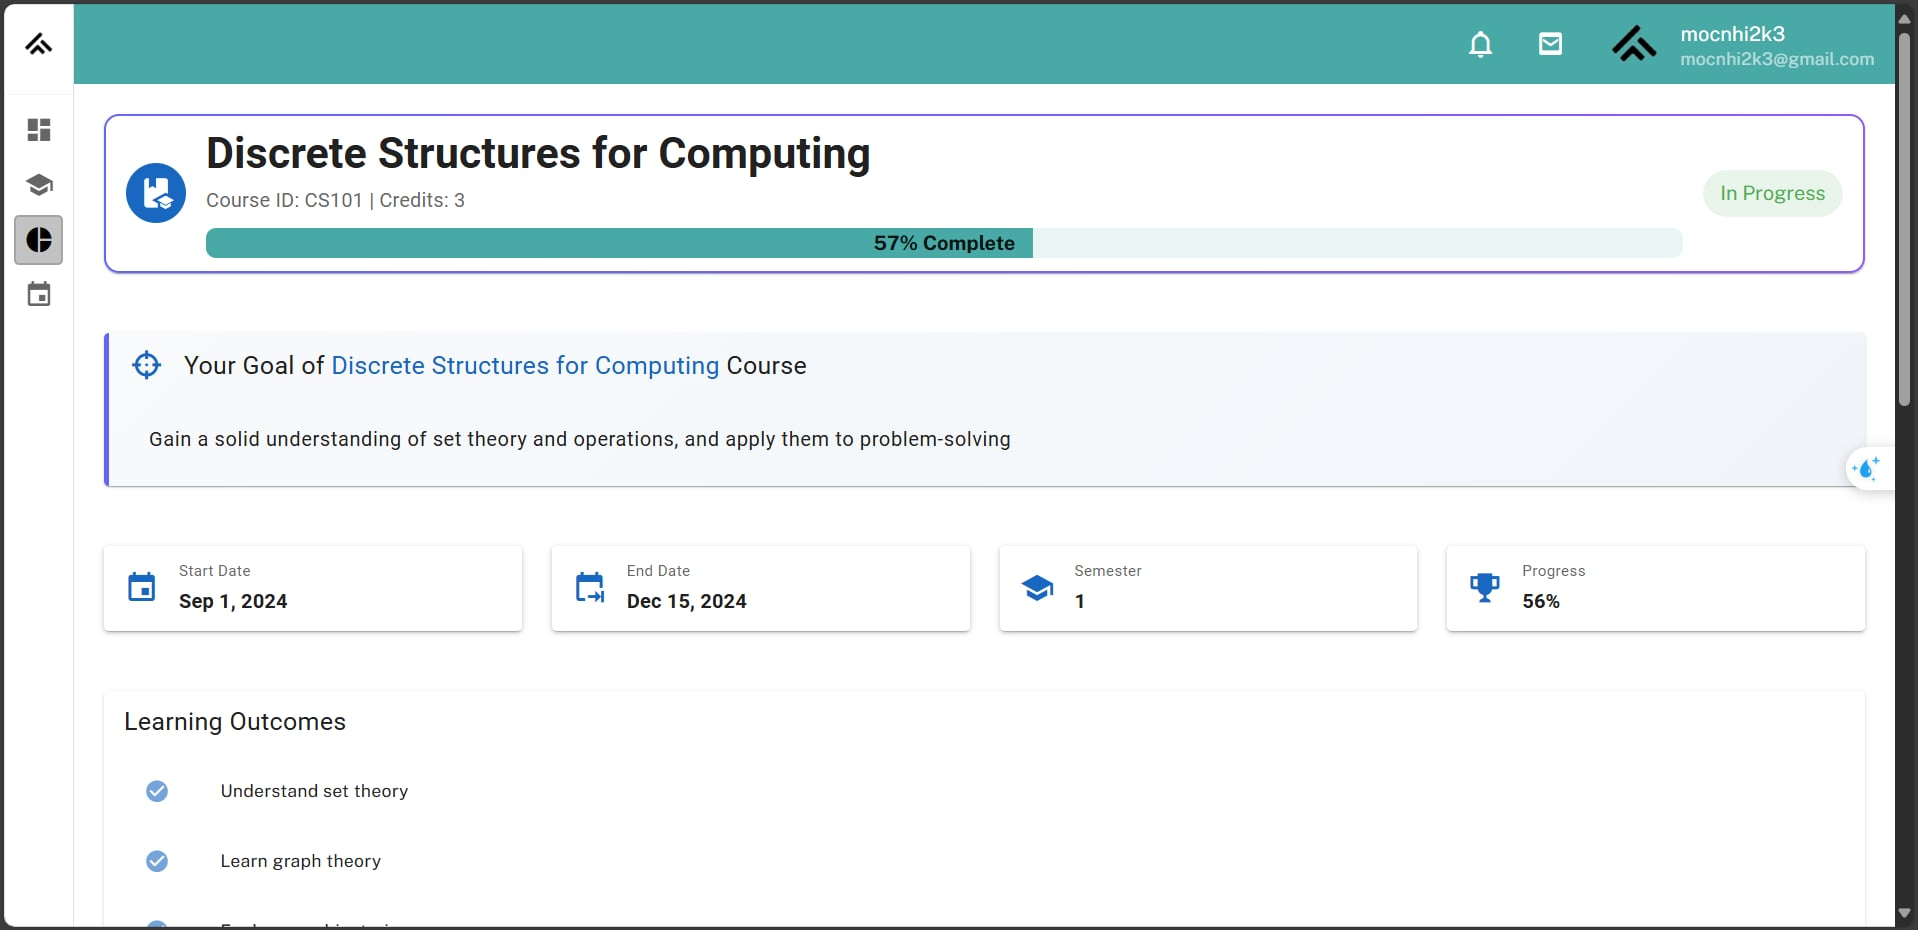 mocnhi2k3
mocnhi2k3@gmail.com
Discrete Structures for Computing
Course ID: CS101 | Credits: 3
57% Complete
In Progress
Your Goal of Discrete Structures for Computing Course
Gain a solid understanding of set theory and operations, and apply them to problem-solving
Start Date
Sep 1, 2024
End Date
Dec 15, 2024
Semester
1
Progress
56%
Learning Outcomes
Understand set theory
Learn graph theory